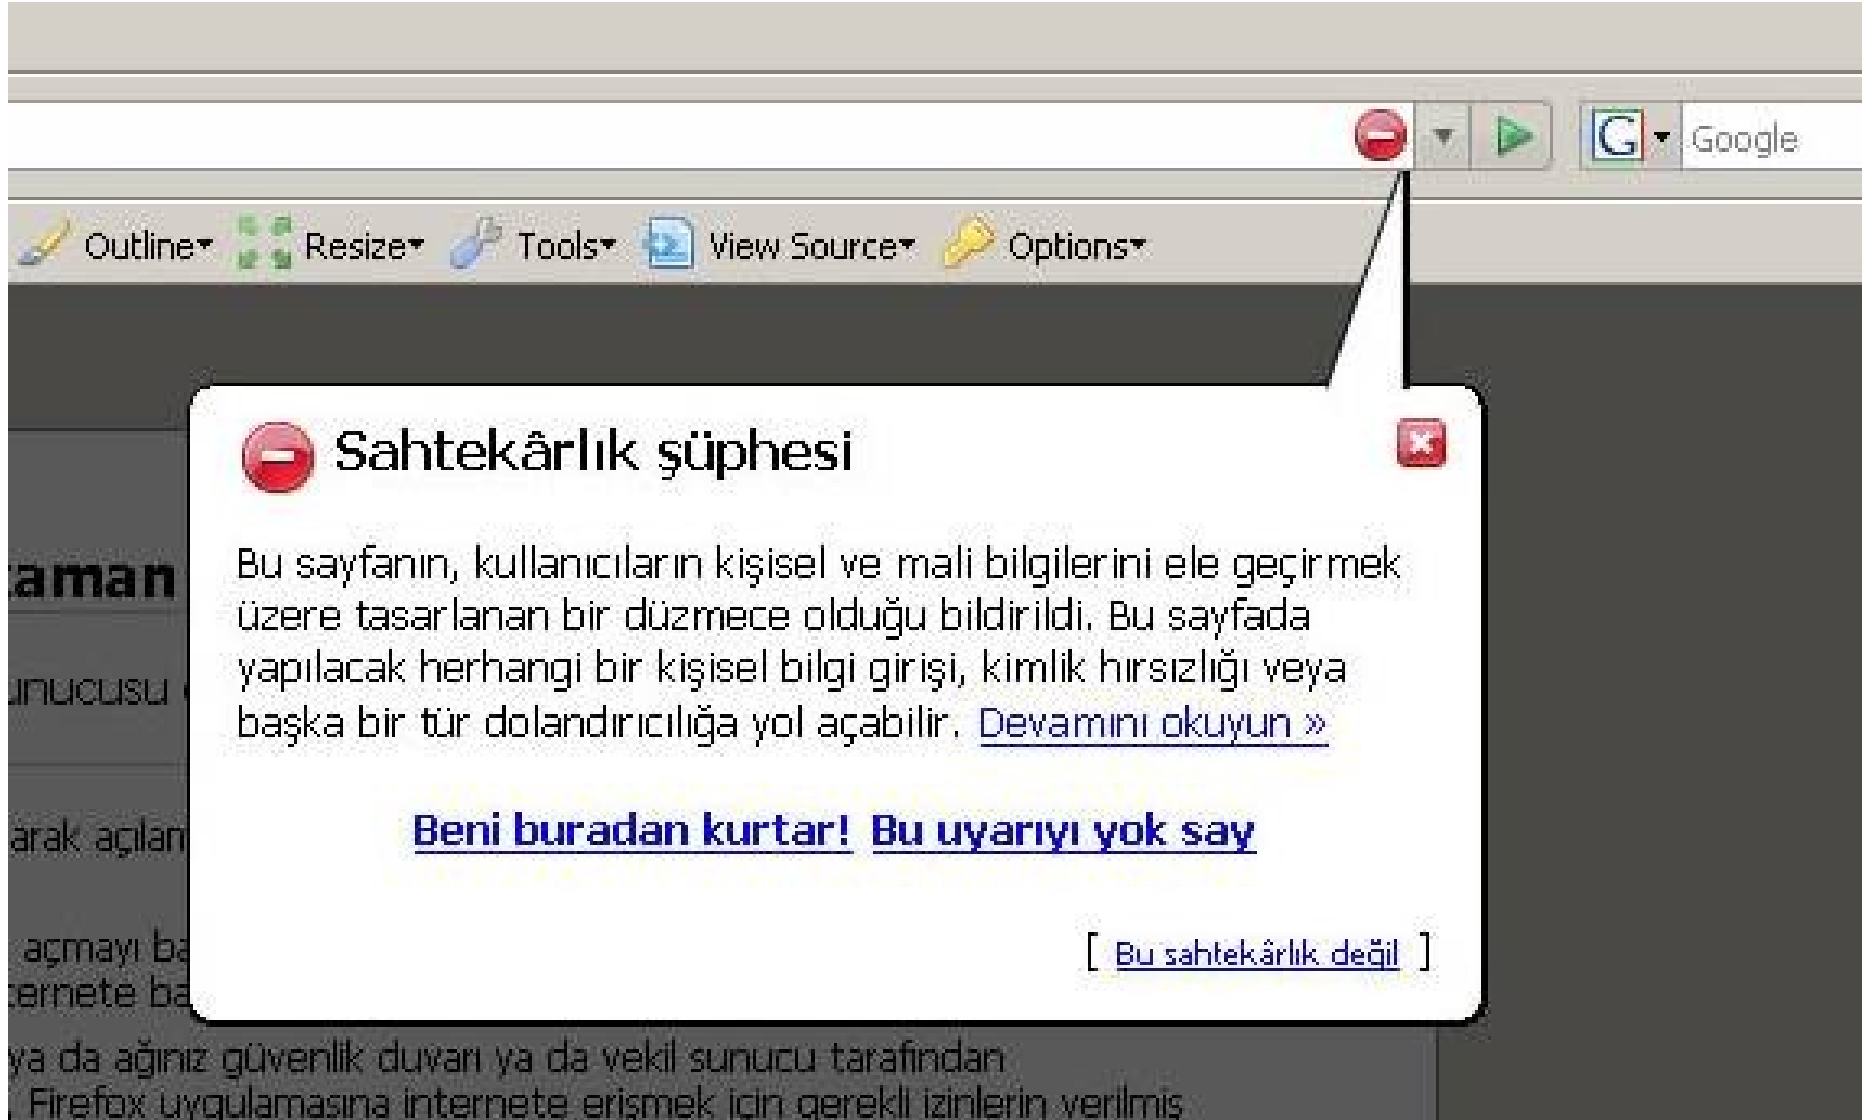 Google
Outline Resize Tools View Source Options
Sahtekârlık şüphesi
Bu sayfanın, kullanıcıların kişisel ve mali bilgilerini ele geçirmek
üzere tasarlanan bir düzmece olduğu bildirildi. Bu sayfada
yapılacak herhangi bir kişisel bilgi girişi, kimlik hırsızlığı veya
başka bir tür dolandırıcılığa yol açabilir. Devamını okuyun »
Beni buradan kurtar! Bu uyarıyı yok say
[ Bu sahtekârlık değil ]
açmayı
ya da ağınız güvenlik duvarı ya da vekil sunucu tarafından
Firefox uygulamasına internete erişmek için gerekli izinlerin verilmiş